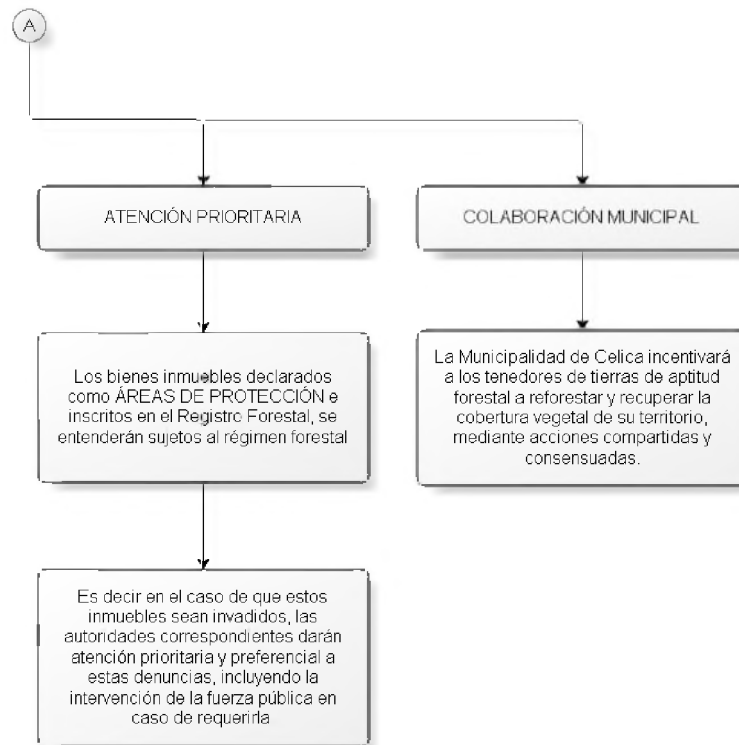 A
ATENCIÓN PRIORITARIA
COLABORACIÓN MUNICIPAL
Los bienes inmuebles declarados
como ÁREAS DE PROTECCIÓN e
inscritos en el Registro Forestal, se
entenderán sujetos al régimen forestal
La Municipalidad de Celica incentivará
a los tenedores de tierras de aptitud
forestal a reforestar y recuperar la
cobertura vegetal de su territorio,
mediante acciones compartidas y
consensuadas.
Es decir en el caso de que estos
inmuebles sean invadidos, las
autoridades correspondientes darán
atención prioritaria y preferencial a
estas denuncias, incluyendo la
intervención de la fuerza pública en
caso de requerirla